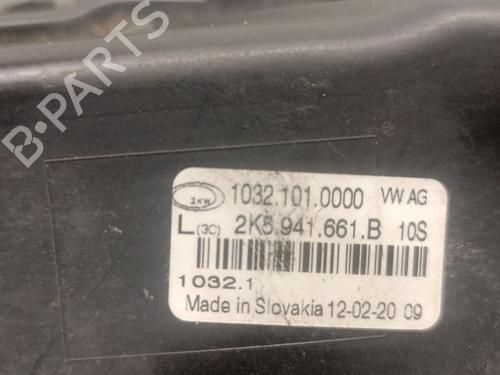 B-PARTS
2KW 1032.101.0000 VW AG
L (3C) 2K5.941.661.B 10S
1032.1
Made in Slovakia 12-02-20 09